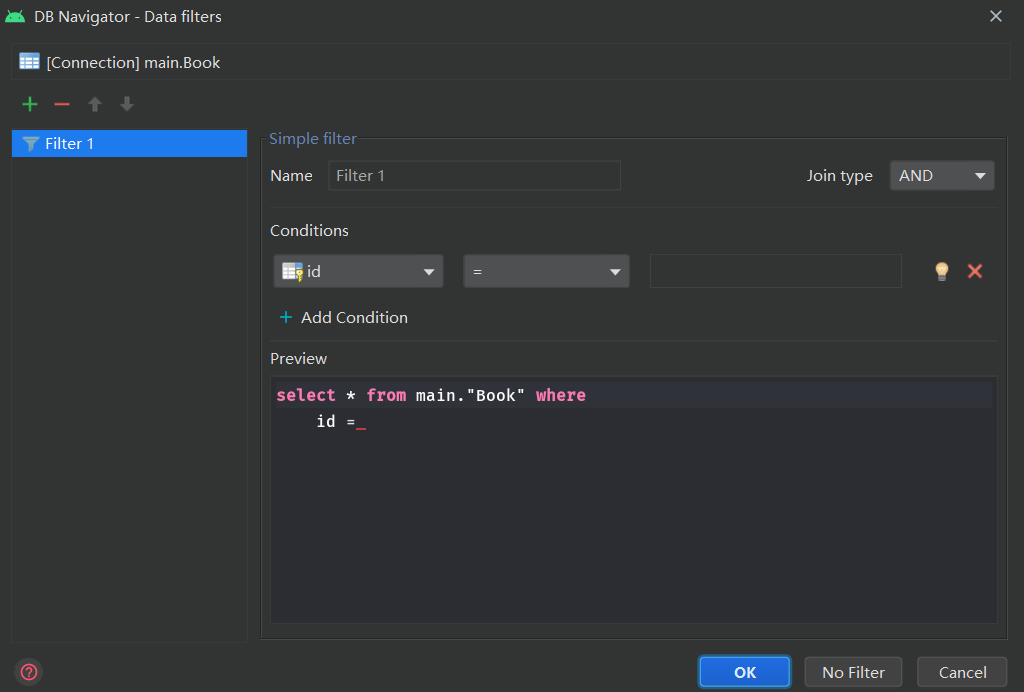 DB Navigator - Data filters
[Connection] main.Book
Filter 1
Simple filter
Name Filter 1 Join type AND
Conditions
id =
+ Add Condition
Preview
select * from main."Book" where
id =_
OK No Filter Cancel